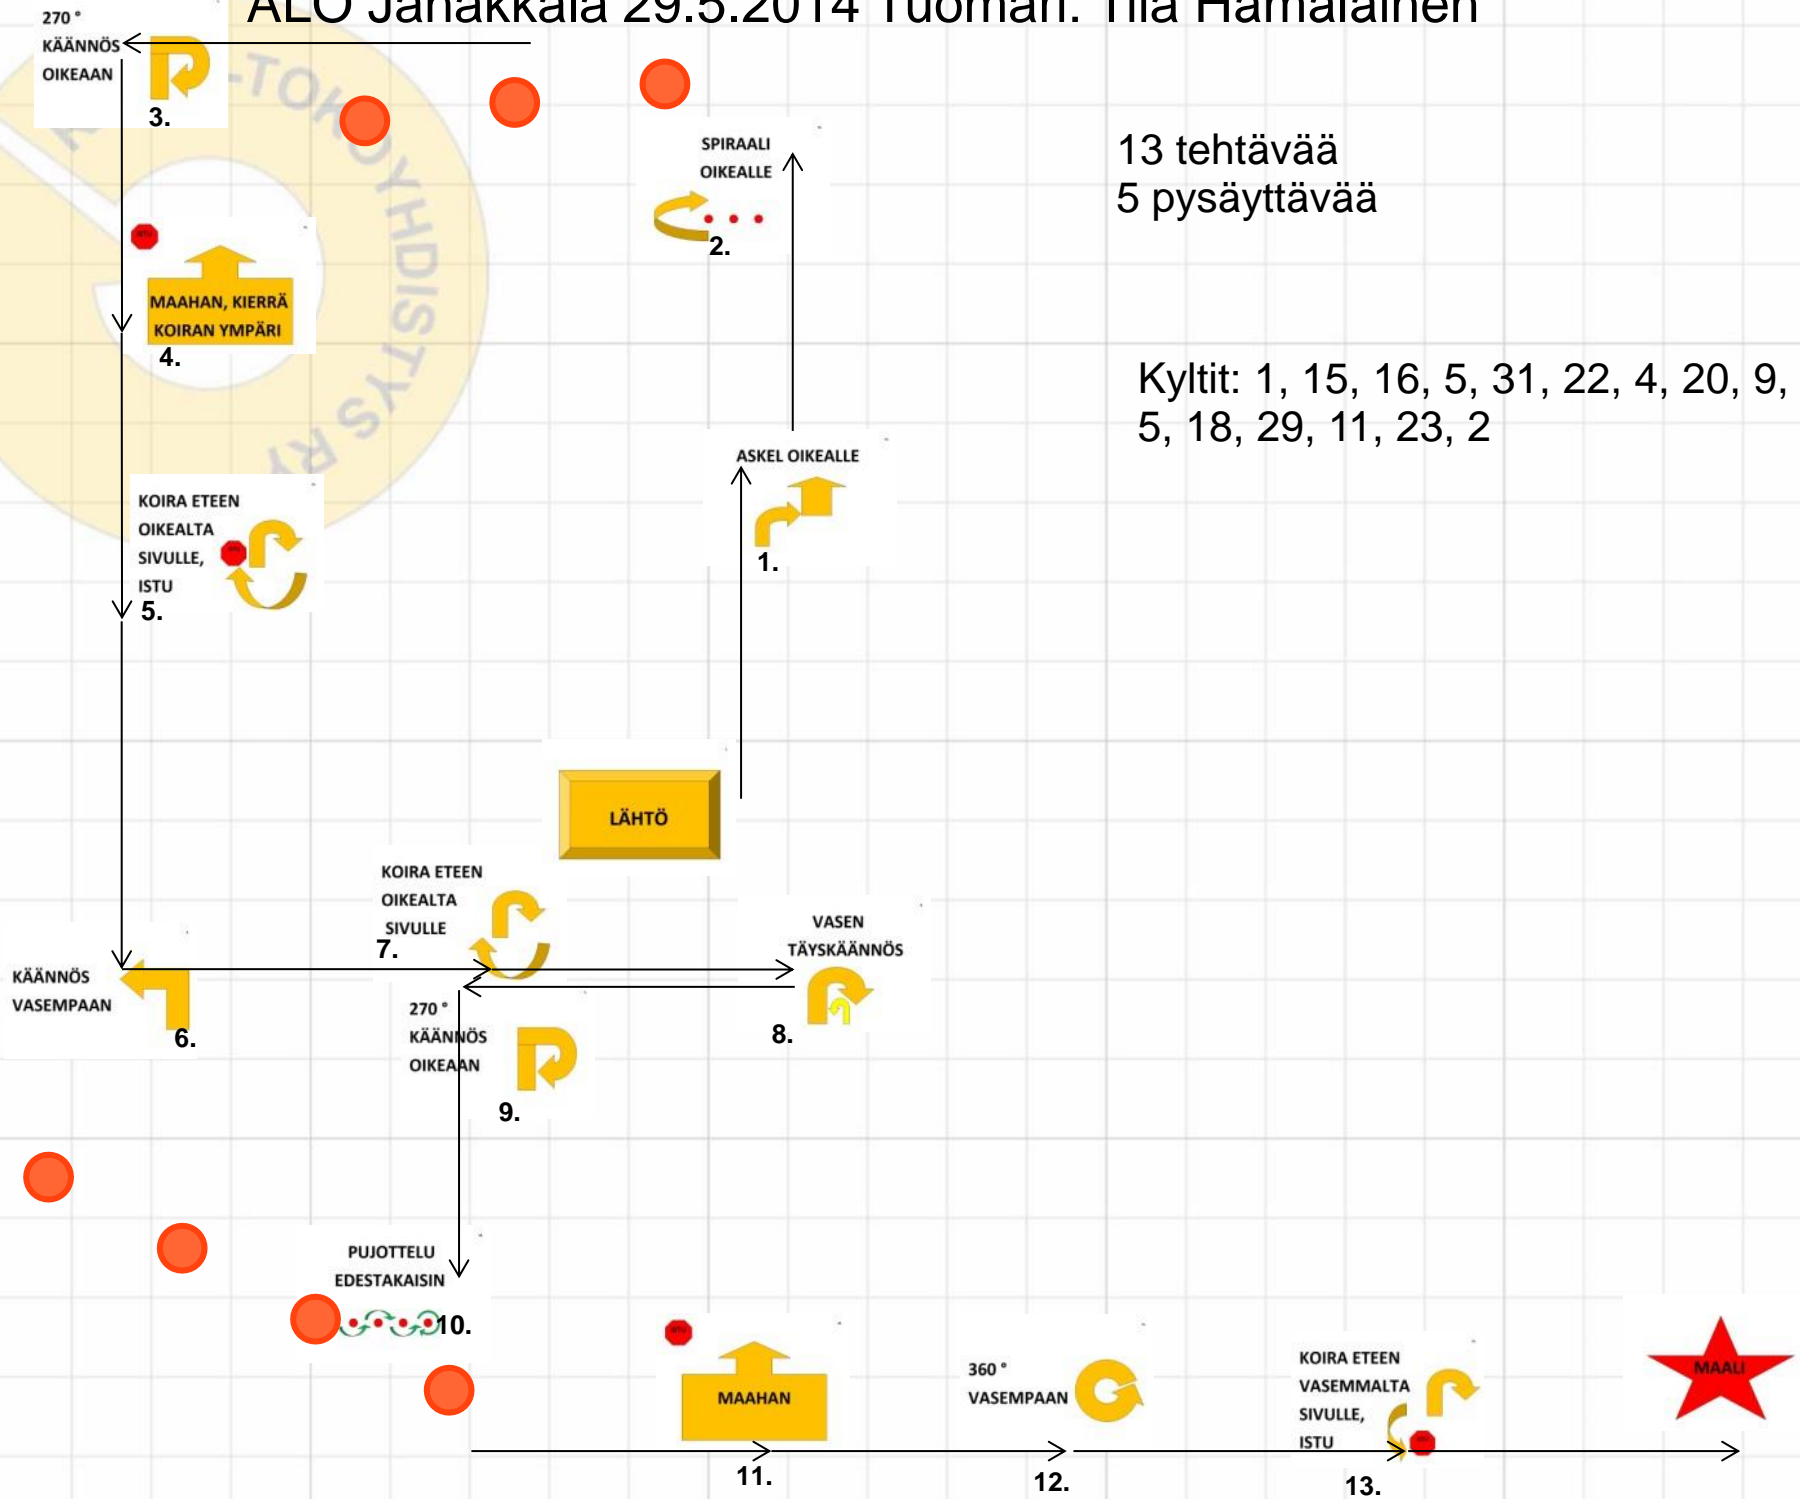 ALO Janakkala 29.5.2014 Tuomari: Tiia Hämäläinen
270 °
KÄÄNNÖS
OIKEAAN
3.
-TOKOYHDISTYS RY
SPIRAALI
OIKEALLE
2.
13 tehtävää
5 pysäyttävää
MAAHAN, KIERRÄ
KOIRAN YMPÄRI
4.
Kyltit: 1, 15, 16, 5, 31, 22, 4, 20, 9,
5, 18, 29, 11, 23, 2
ASKEL OIKEALLE
1.
KOIRA ETEEN
OIKEALTA
SIVULLE,
ISTU
5.
LÄHTÖ
KOIRA ETEEN
OIKEALTA
SIVULLE
7.
VASEN
TÄYSKÄÄNNÖS
8.
KÄÄNNÖS
VASEMPAAN
6.
270 °
KÄÄNNÖS
OIKEAAN
9.
PUJOTTELU
EDESTAKAISIN
10.
MAAHAN
11.
360 °
VASEMPAAN
12.
KOIRA ETEEN
VASEMMALTA
SIVULLE,
ISTU
13.
MAALI